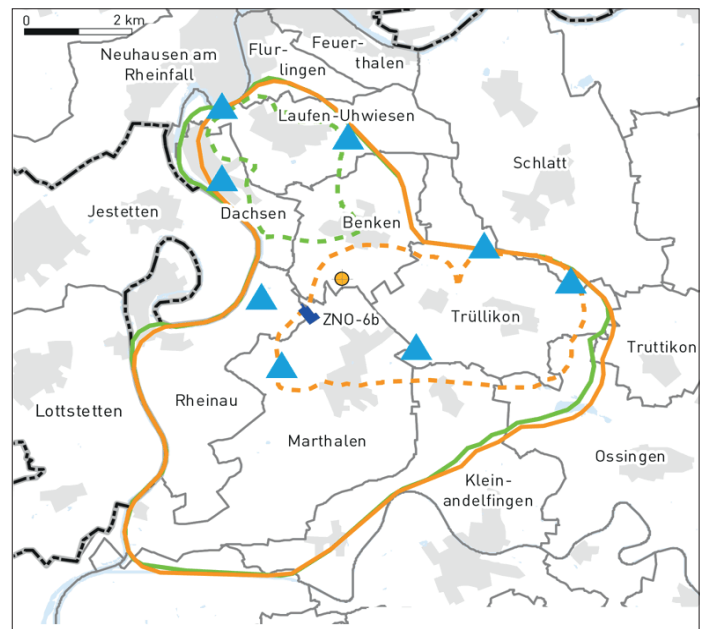 0 2 km
Neuhausen am
Rheinfall
Flur-
lingen
Feuer-
thalen
Laufen-Uhwiesen
Schlatt
Jestetten
Dachsen
Benken
ZNO-6b
Trüllikon
Truttikon
Lottstetten
Rheinau
Marthalen
Ossingen
Klein-
andelfingen